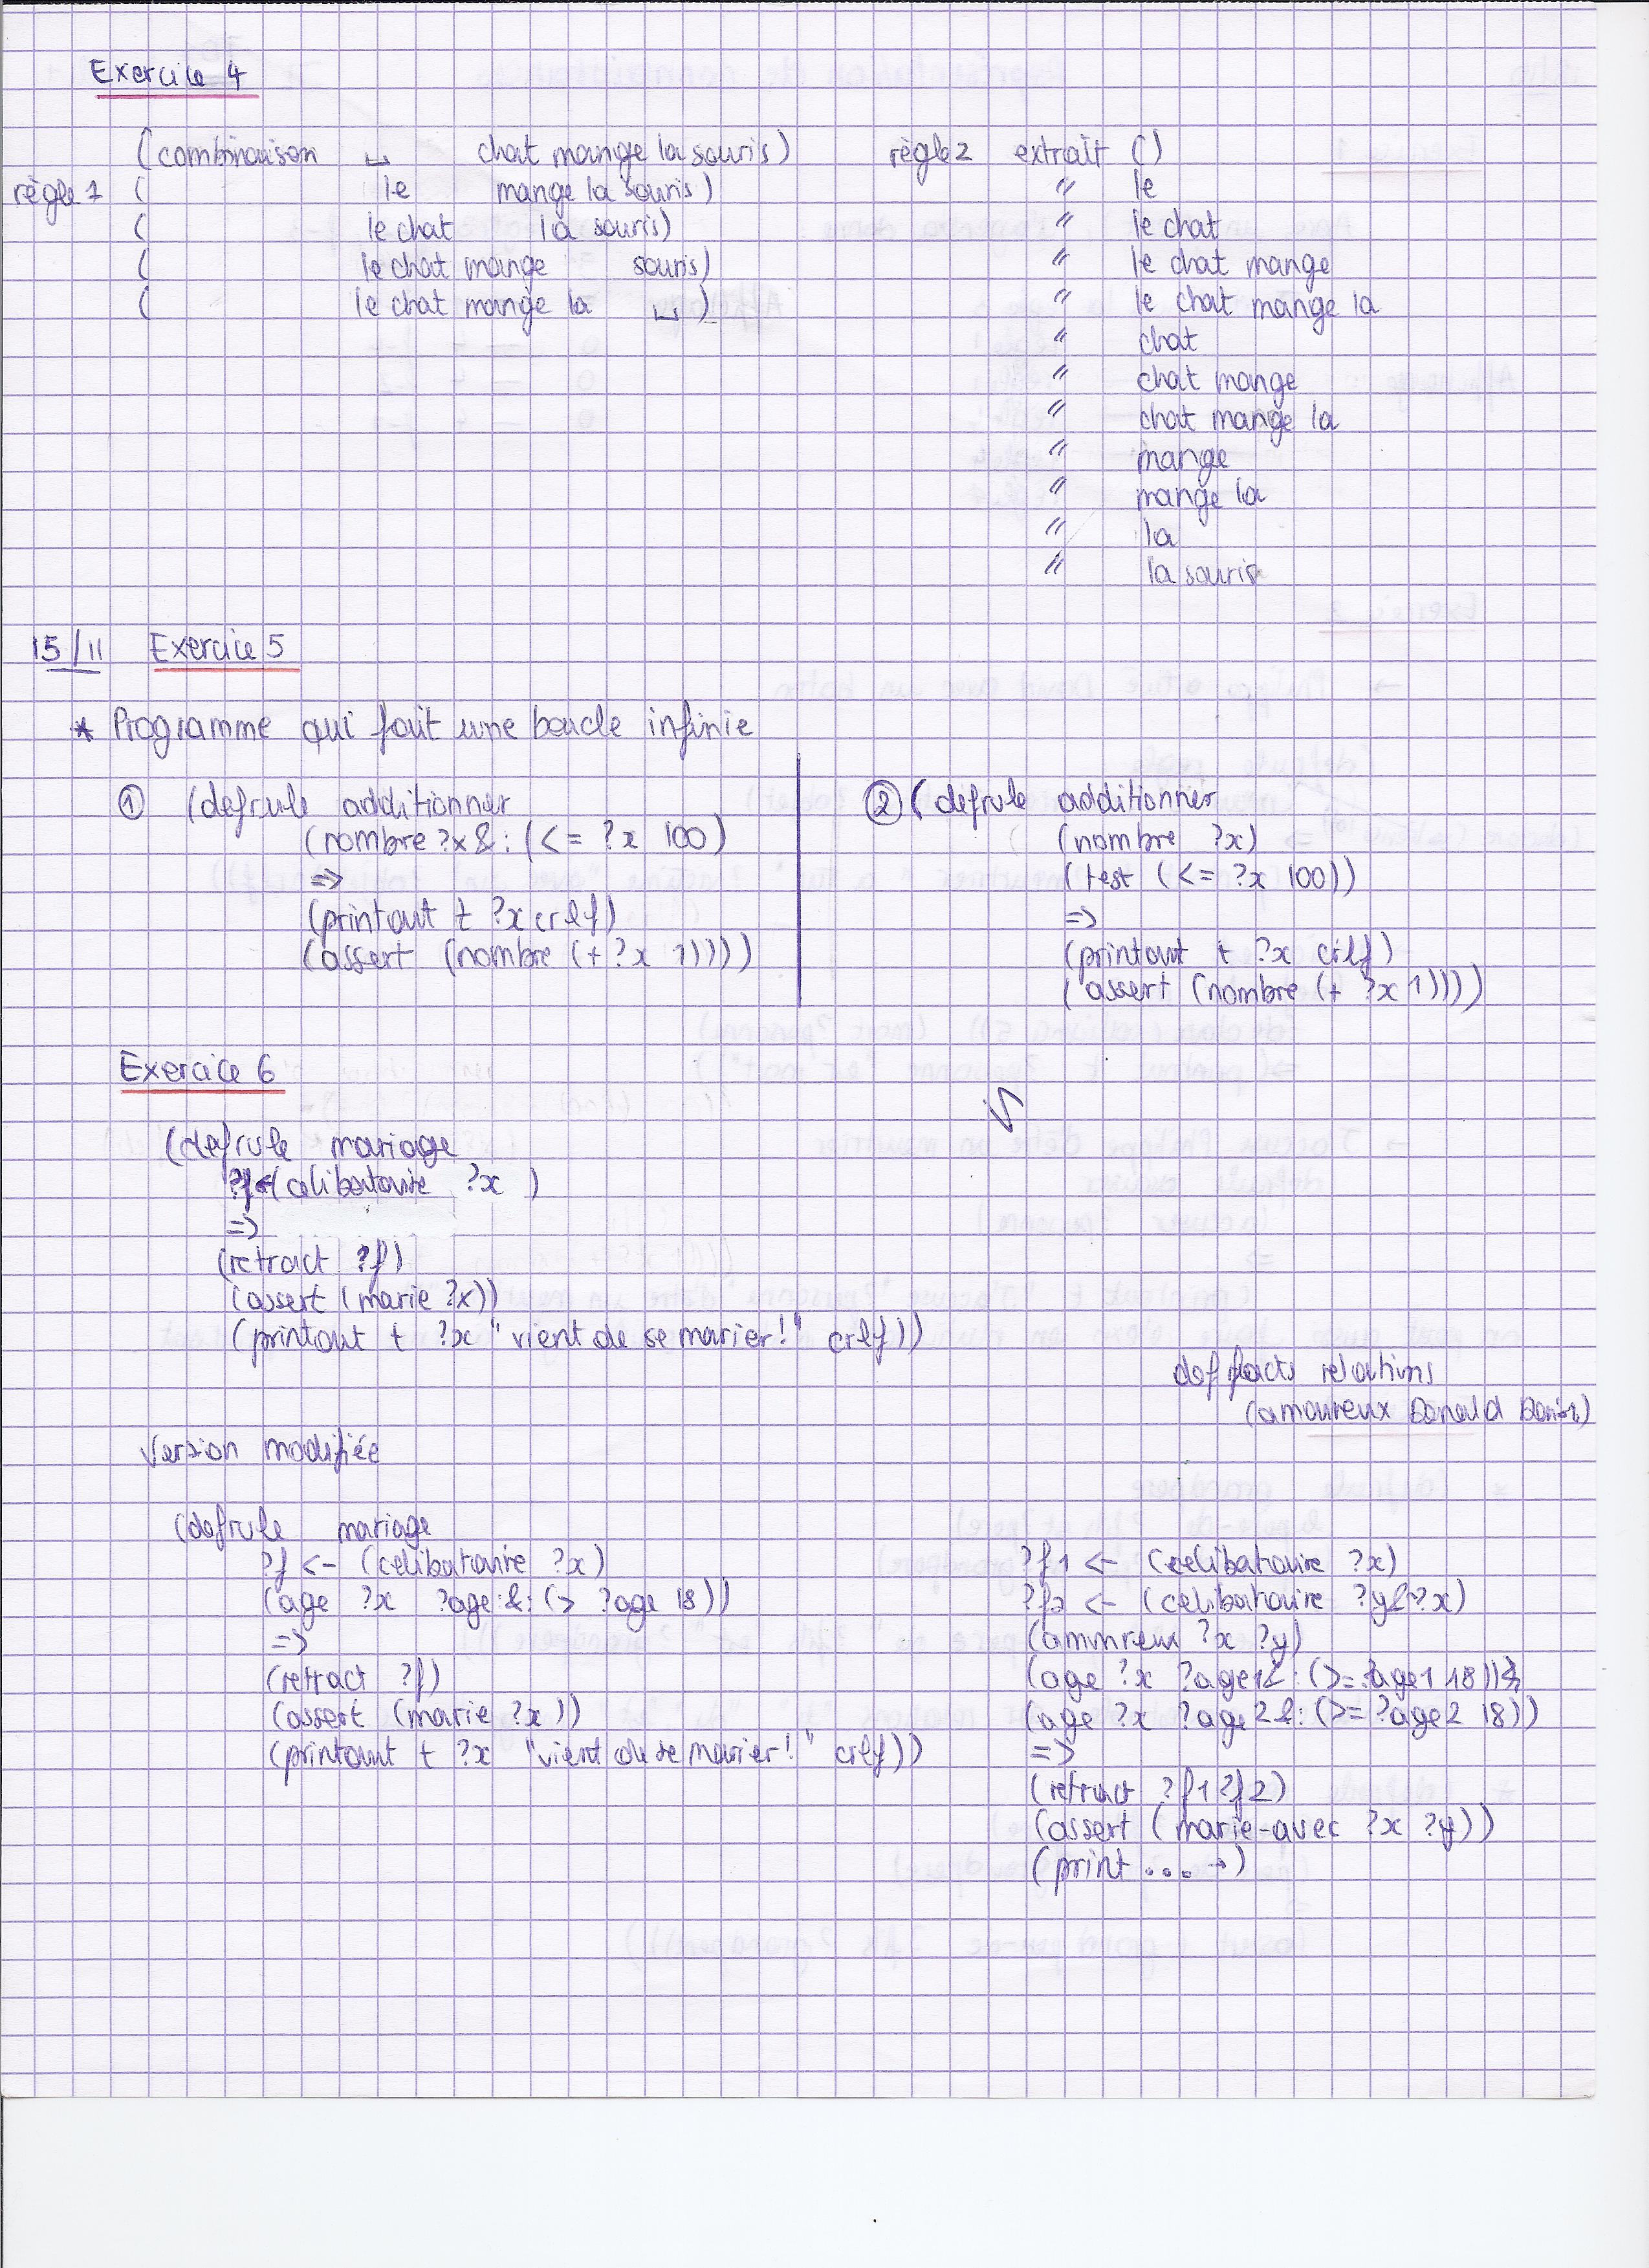 Exercice 4
(combinaison ␣ chat mange la souris)
règle 1 ( le mange la souris)
( le chat la souris)
( le chat mange souris)
( le chat mange la ␣ )
règle 2 extrait ()
" le
" le chat
" le chat mange
" le chat mange la
" chat
" chat mange
" chat mange la
" mange
" mange la
" la
" la souris
15/11 Exercice 5
* Programme qui fait une boucle infinie
① (defrule additionner
(nombre ?x &: (<= ?x 100)
=>
(printout t ?x crlf)
(assert (nombre (+ ?x 1))))
② (defrule additionner
(nombre ?x)
(test (<= ?x 100))
=>
(printout t ?x crlf)
(assert (nombre (+ ?x 1))))
Exercice 6
(defrule mariage
?f<-(celibataire ?x )
=>
(retract ?f)
(assert (marie ?x))
(printout t ?x "vient de se marier!" crlf))
deffacts relations
(amoureux Donald
Version modifiée
(defrule mariage
?f <- (celibataire ?x)
(age ?x ?age &: (> ?age 18))
=>
(retract ?f)
(assert (marie ?x))
(printout t ?x "vient de se marier!" crlf))
?f1 <- (celibataire ?x)
?f2 <- (celibataire ?y&~?x)
(amoureux ?x ?y)
(age ?x ?age1&: (>= ?age1 18))
(age ?x ?age2&: (>= ?age2 18))
=>
(retract ?f1 ?f2)
(assert (marie-avec ?x ?y))
(print .... )